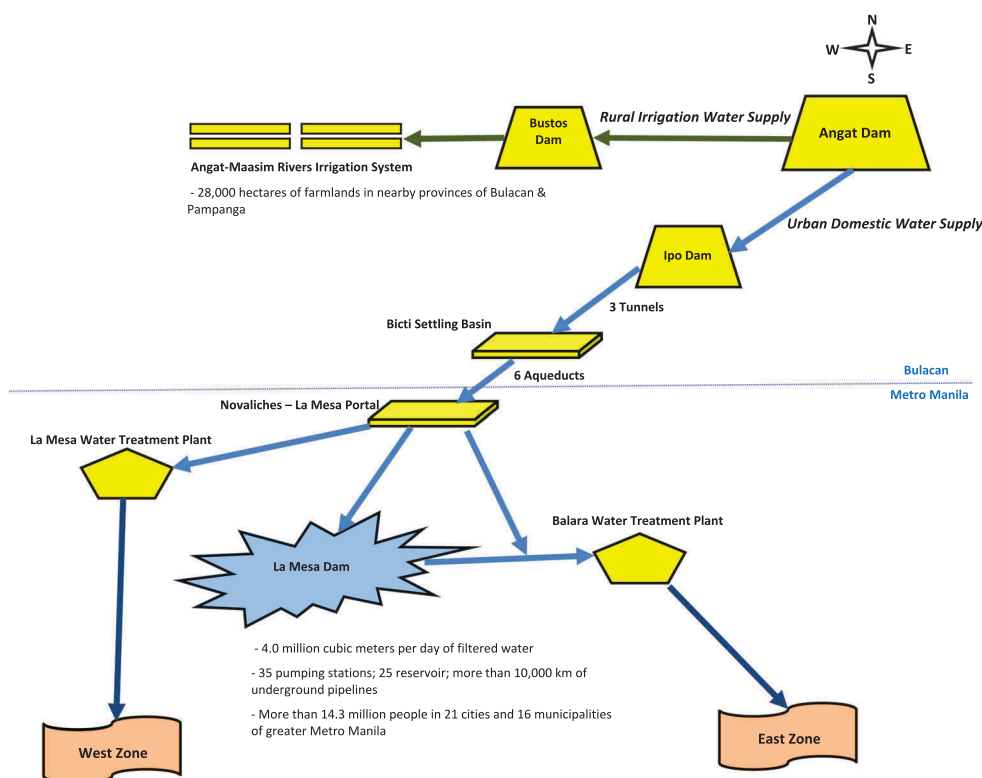 N
W E
S
Rural Irrigation Water Supply
Bustos
Dam
Angat Dam
Angat-Maasim Rivers Irrigation System
- 28,000 hectares of farmlands in nearby provinces of Bulacan &
Pampanga
Urban Domestic Water Supply
Ipo Dam
3 Tunnels
Bicti Settling Basin
6 Aqueducts
Bulacan
Metro Manila
Novaliches – La Mesa Portal
La Mesa Water Treatment Plant
Balara Water Treatment Plant
La Mesa Dam
- 4.0 million cubic meters per day of filtered water
- 35 pumping stations; 25 reservoir; more than 10,000 km of
underground pipelines
- More than 14.3 million people in 21 cities and 16 municipalities
of greater Metro Manila
West Zone
East Zone